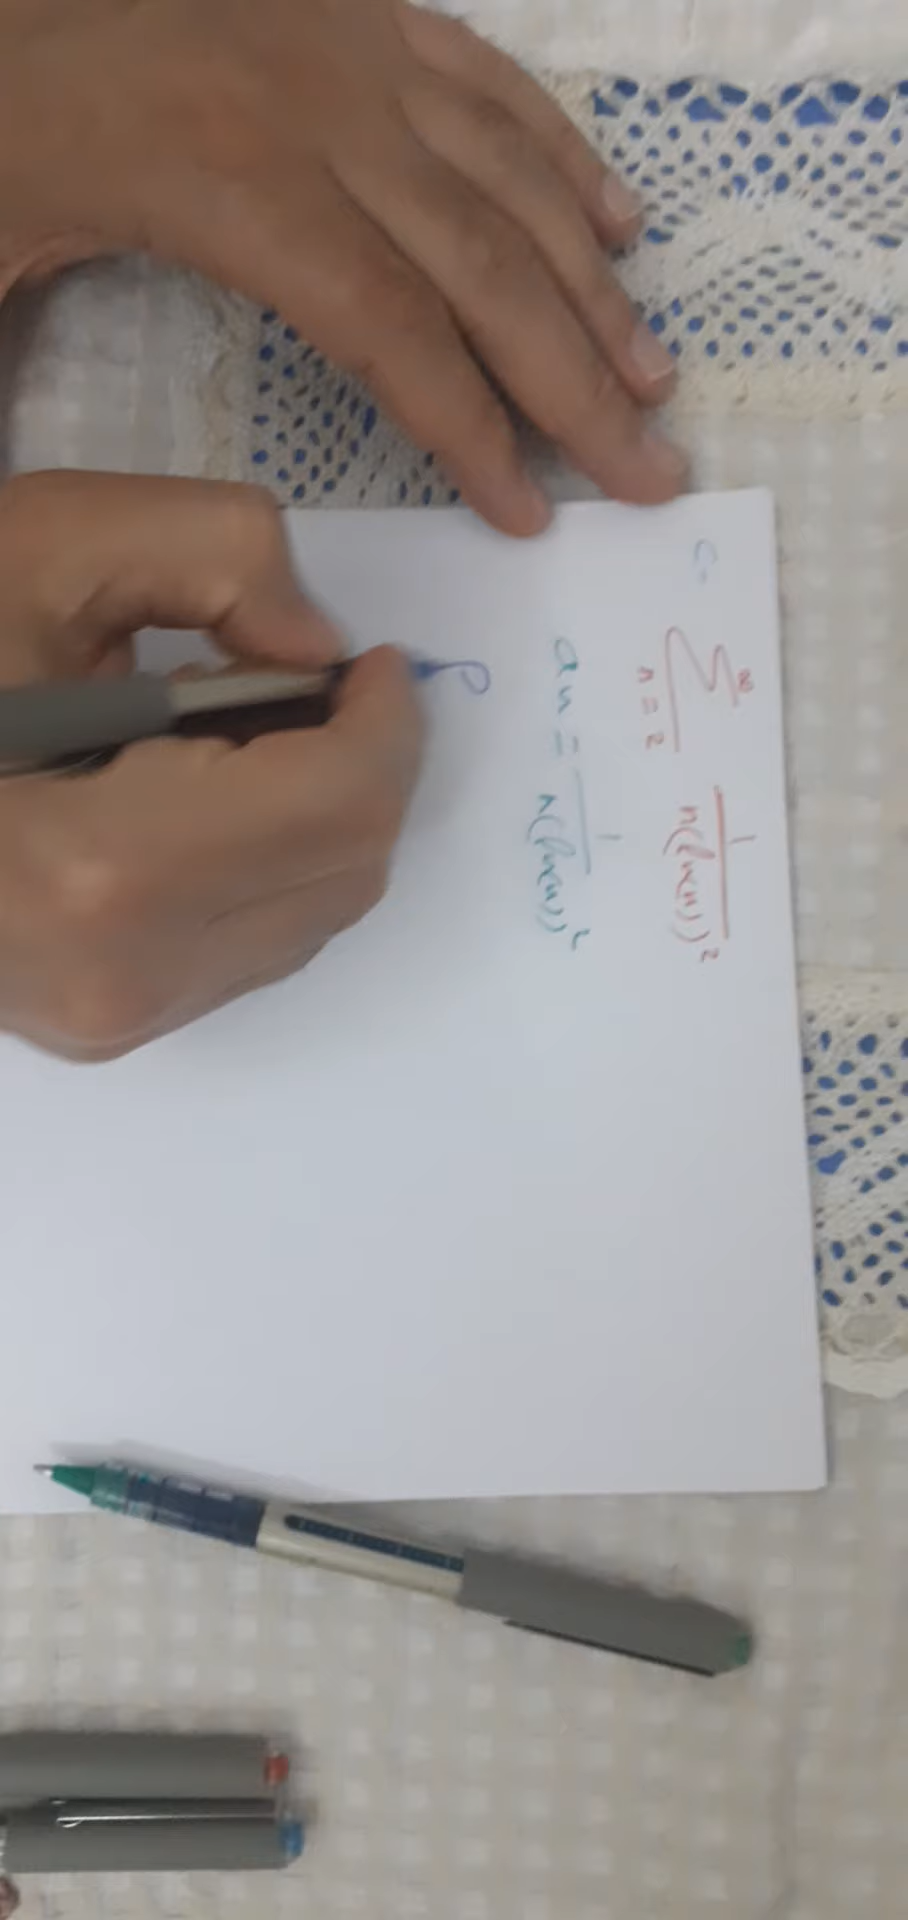 C-
∞
∑ 1/n(ln(n))²
n=2
an = 1/n(ln(n))²